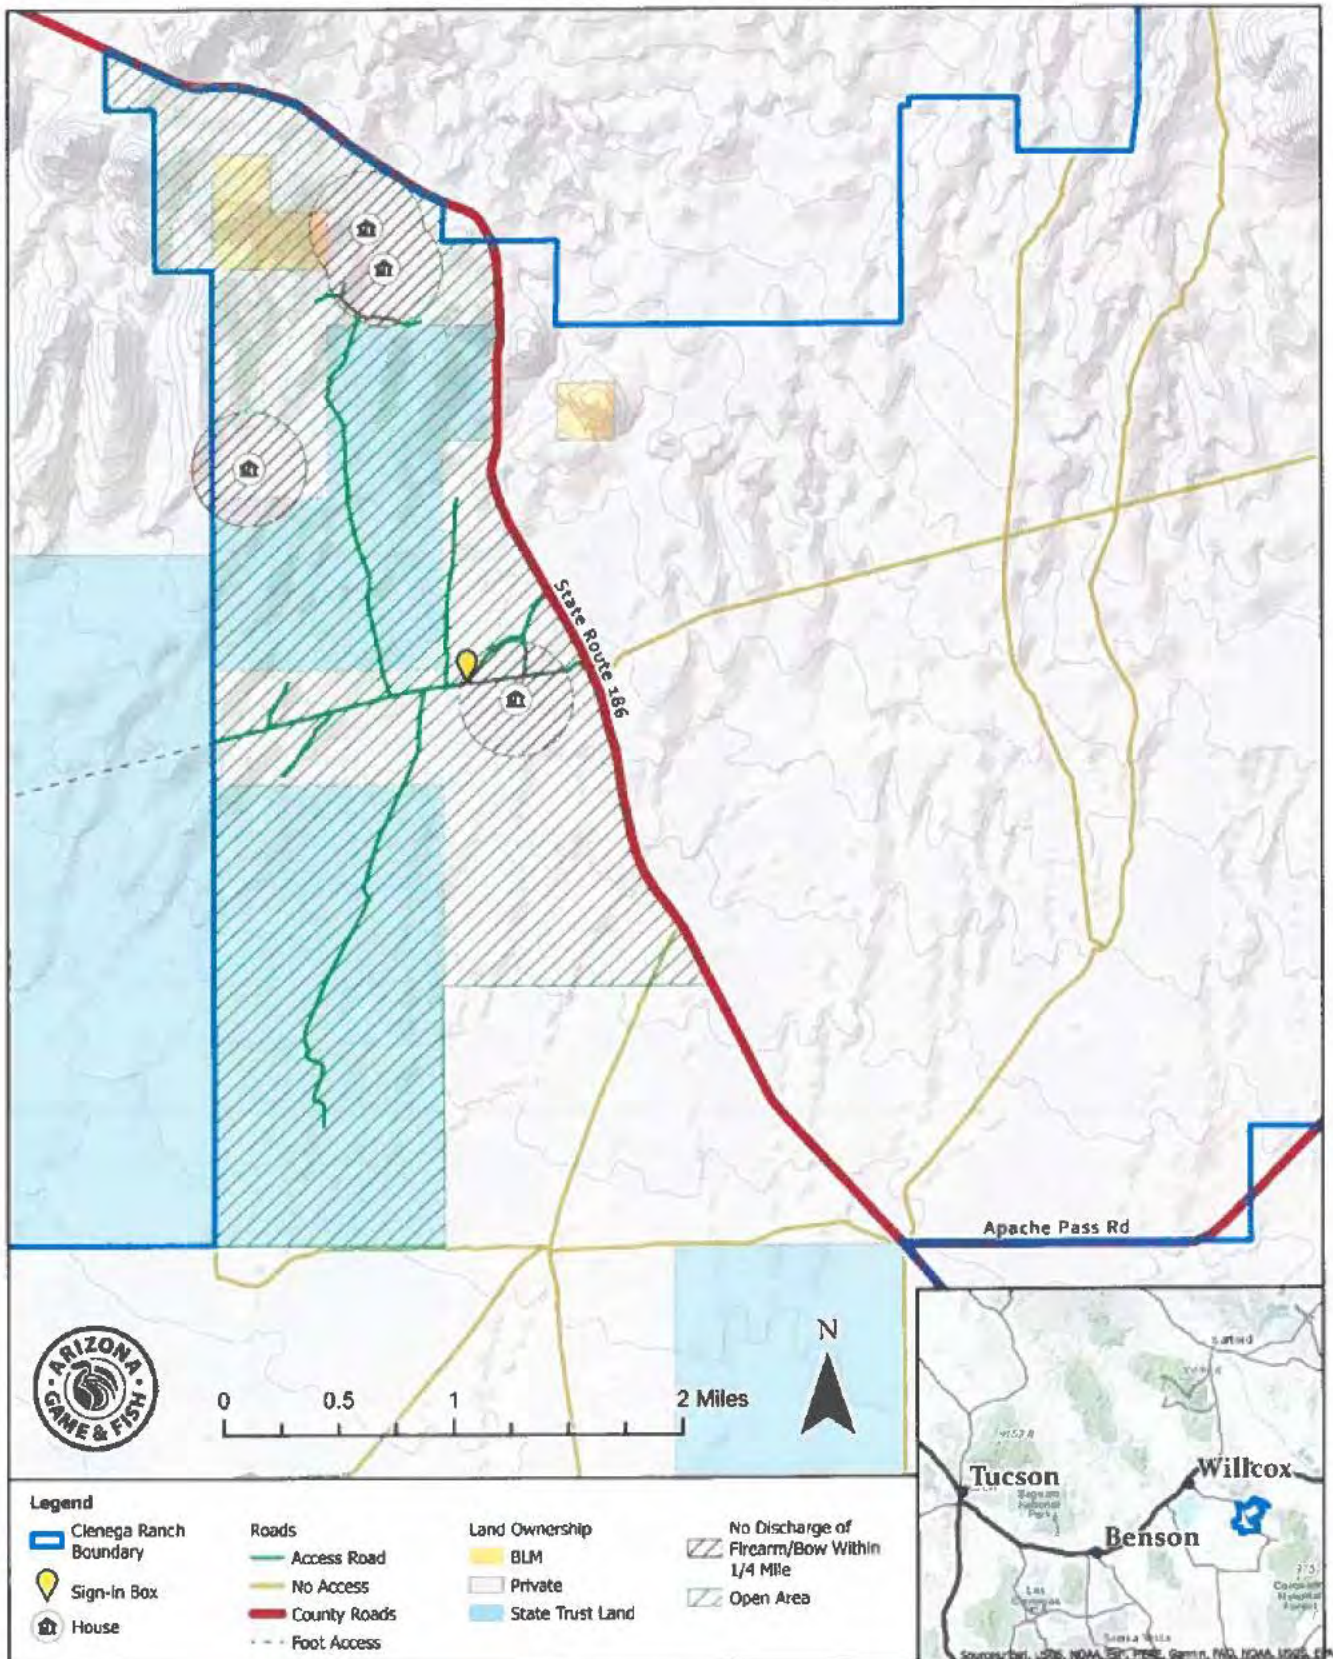 State Route 186
Apache Pass Rd
ARIZONA
GAME & FISH
0 0.5 1 2 Miles
N
Willcox
Tucson
Benson
Legend
Cienega Ranch
Boundary
Sign-In Box
House
Roads
Access Road
No Access
County Roads
Foot Access
Land Ownership
BLM
Private
State Trust Land
No Discharge of
Firearm/Bow Within
1/4 Mile
Open Area